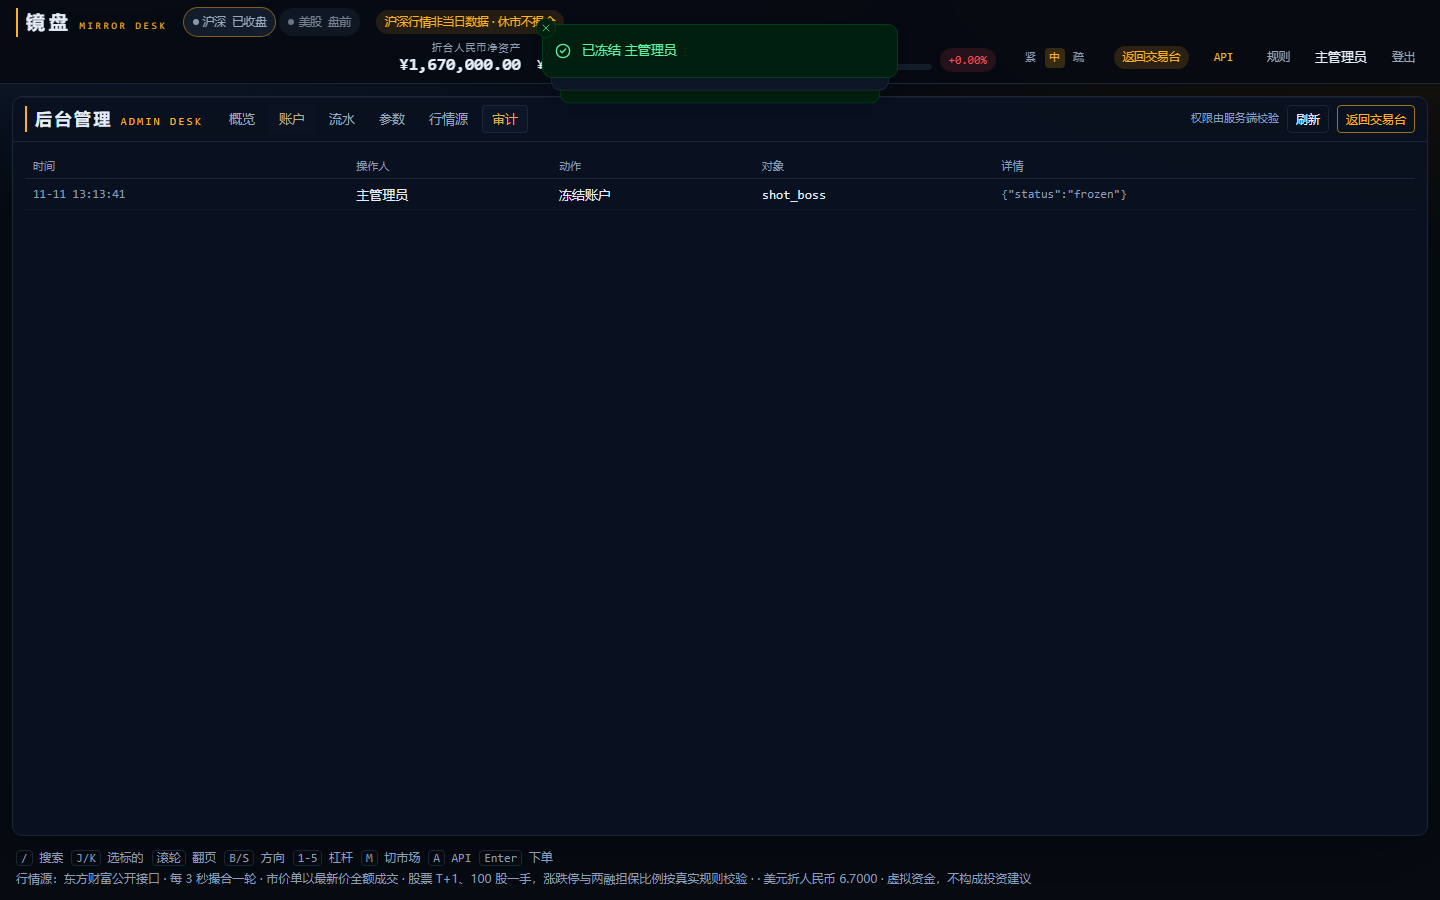 镜盘 MIRROR DESK 沪深 已收盘 美股 盘前 沪深行情非当日数据 · 休市不撮合
已冻结 主管理员
折合人民币净资产
¥1,670,000.00 ¥
+0.00% 紧 中 疏 返回交易台 API 规则 主管理员 登出
后台管理 ADMIN DESK 概览 账户 流水 参数 行情源 审计 权限由服务端校验 刷新 返回交易台
时间 操作人 动作 对象 详情
11-11 13:13:41 主管理员 冻结账户 shot_boss {"status":"frozen"}
/ 搜索 J/K 选标的 滚轮 翻页 B/S 方向 1-5 杠杆 M 切市场 A API Enter 下单
行情源：东方财富公开接口 · 每 3 秒撮合一轮 · 市价单以最新价全额成交 · 股票 T+1、100 股一手，涨跌停与两融担保比例按真实规则校验 · · 美元折人民币 6.7000 · 虚拟资金，不构成投资建议